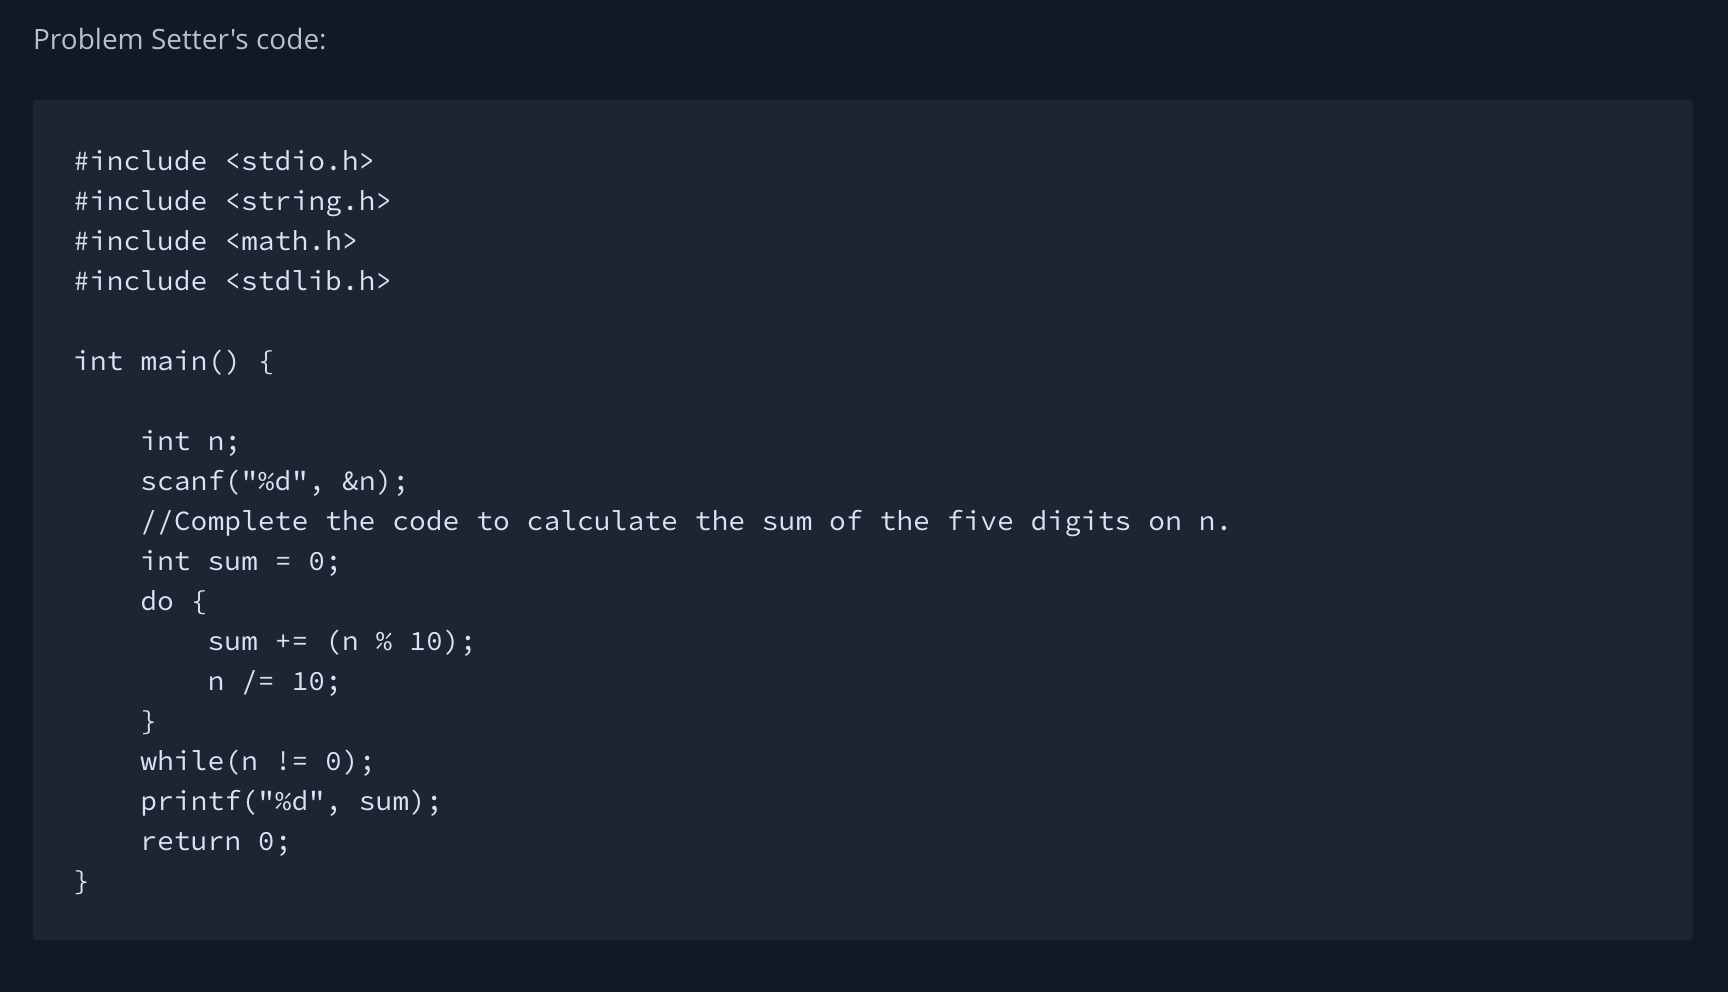 Problem Setter's code:
#include <stdio.h>
#include <string.h>
#include <math.h>
#include <stdlib.h>
int main() {
    int n;
    scanf("%d", &n);
    //Complete the code to calculate the sum of the five digits on n.
    int sum = 0;
    do {
        sum += (n % 10);
        n /= 10;
    }
    while(n != 0);
    printf("%d", sum);
    return 0;
}